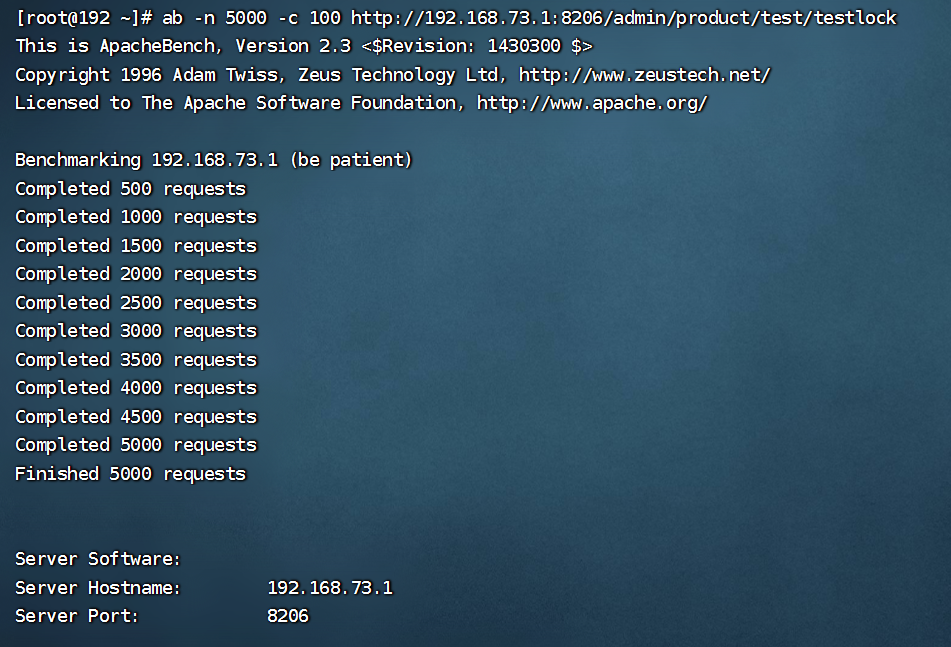 [root@192 ~]# ab -n 5000 -c 100 http://192.168.73.1:8206/admin/product/test/testlock
This is ApacheBench, Version 2.3 <$Revision: 1430300 $>
Copyright 1996 Adam Twiss, Zeus Technology Ltd, http://www.zeustech.net/
Licensed to The Apache Software Foundation, http://www.apache.org/

Benchmarking 192.168.73.1 (be patient)
Completed 500 requests
Completed 1000 requests
Completed 1500 requests
Completed 2000 requests
Completed 2500 requests
Completed 3000 requests
Completed 3500 requests
Completed 4000 requests
Completed 4500 requests
Completed 5000 requests
Finished 5000 requests

Server Software:
Server Hostname:        192.168.73.1
Server Port:            8206